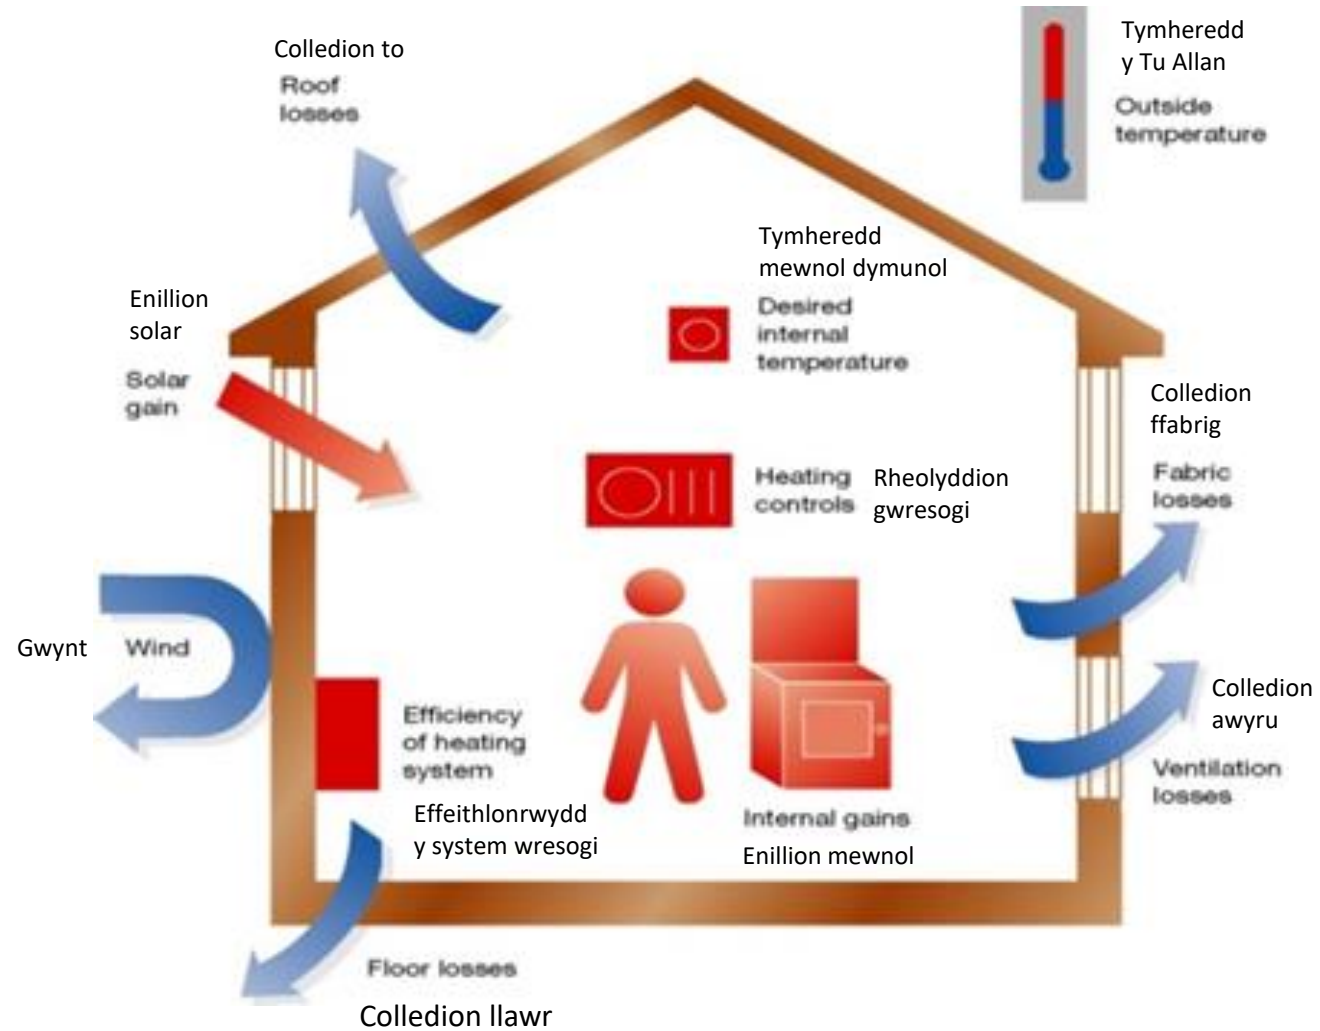 Colledion to
Roof
losses
Tymheredd
y Tu Allan
Outside
temperature
Tymheredd
mewnol dymunol
Desired
internal
temperature
Enillion
solar
Solar
gain
Colledion
ffabrig
Fabric
losses
Heating
controls
Rheolyddion
gwresogi
Gwynt
Wind
Efficiency
of heating
system
Effeithlonrwydd
y system wresogi
Internal gains
Enillion mewnol
Colledion
awyru
Ventilation
losses
Floor losses
Colledion llawr